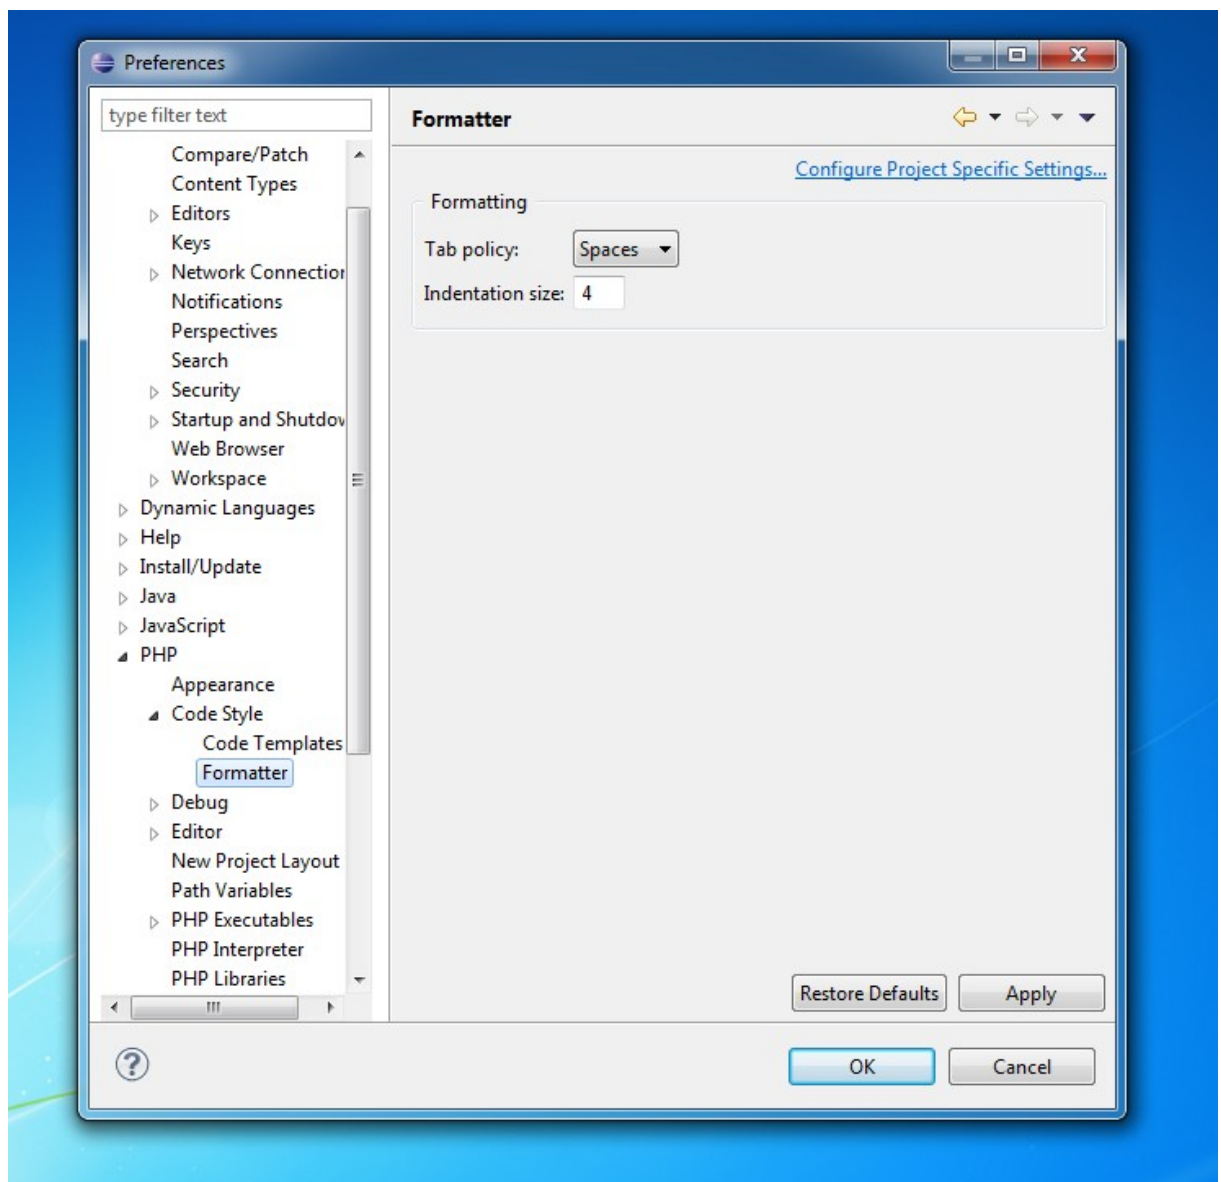 Preferences
type filter text
Compare/Patch
Content Types
Editors
Keys
Network Connection
Notifications
Perspectives
Search
Security
Startup and Shutdow
Web Browser
Workspace
Dynamic Languages
Help
Install/Update
Java
JavaScript
PHP
Appearance
Code Style
Code Templates
Formatter
Debug
Editor
New Project Layout
Path Variables
PHP Executables
PHP Interpreter
PHP Libraries
Formatter
Configure Project Specific Settings...
Formatting
Tab policy: Spaces
Indentation size: 4
Restore Defaults Apply
OK Cancel